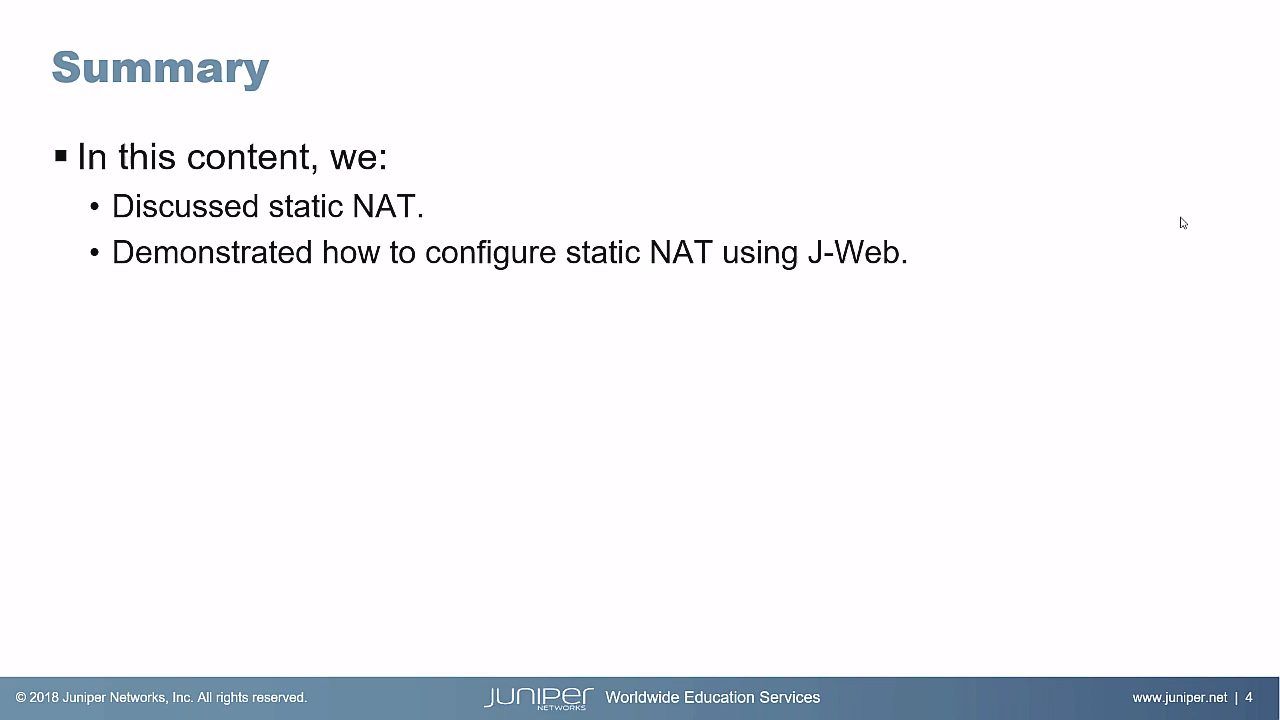 Summary
▪ In this content, we:
• Discussed static NAT.
• Demonstrated how to configure static NAT using J-Web.
© 2018 Juniper Networks, Inc. All rights reserved.
JUNIPER NETWORKS
Worldwide Education Services
www.juniper.net | 4